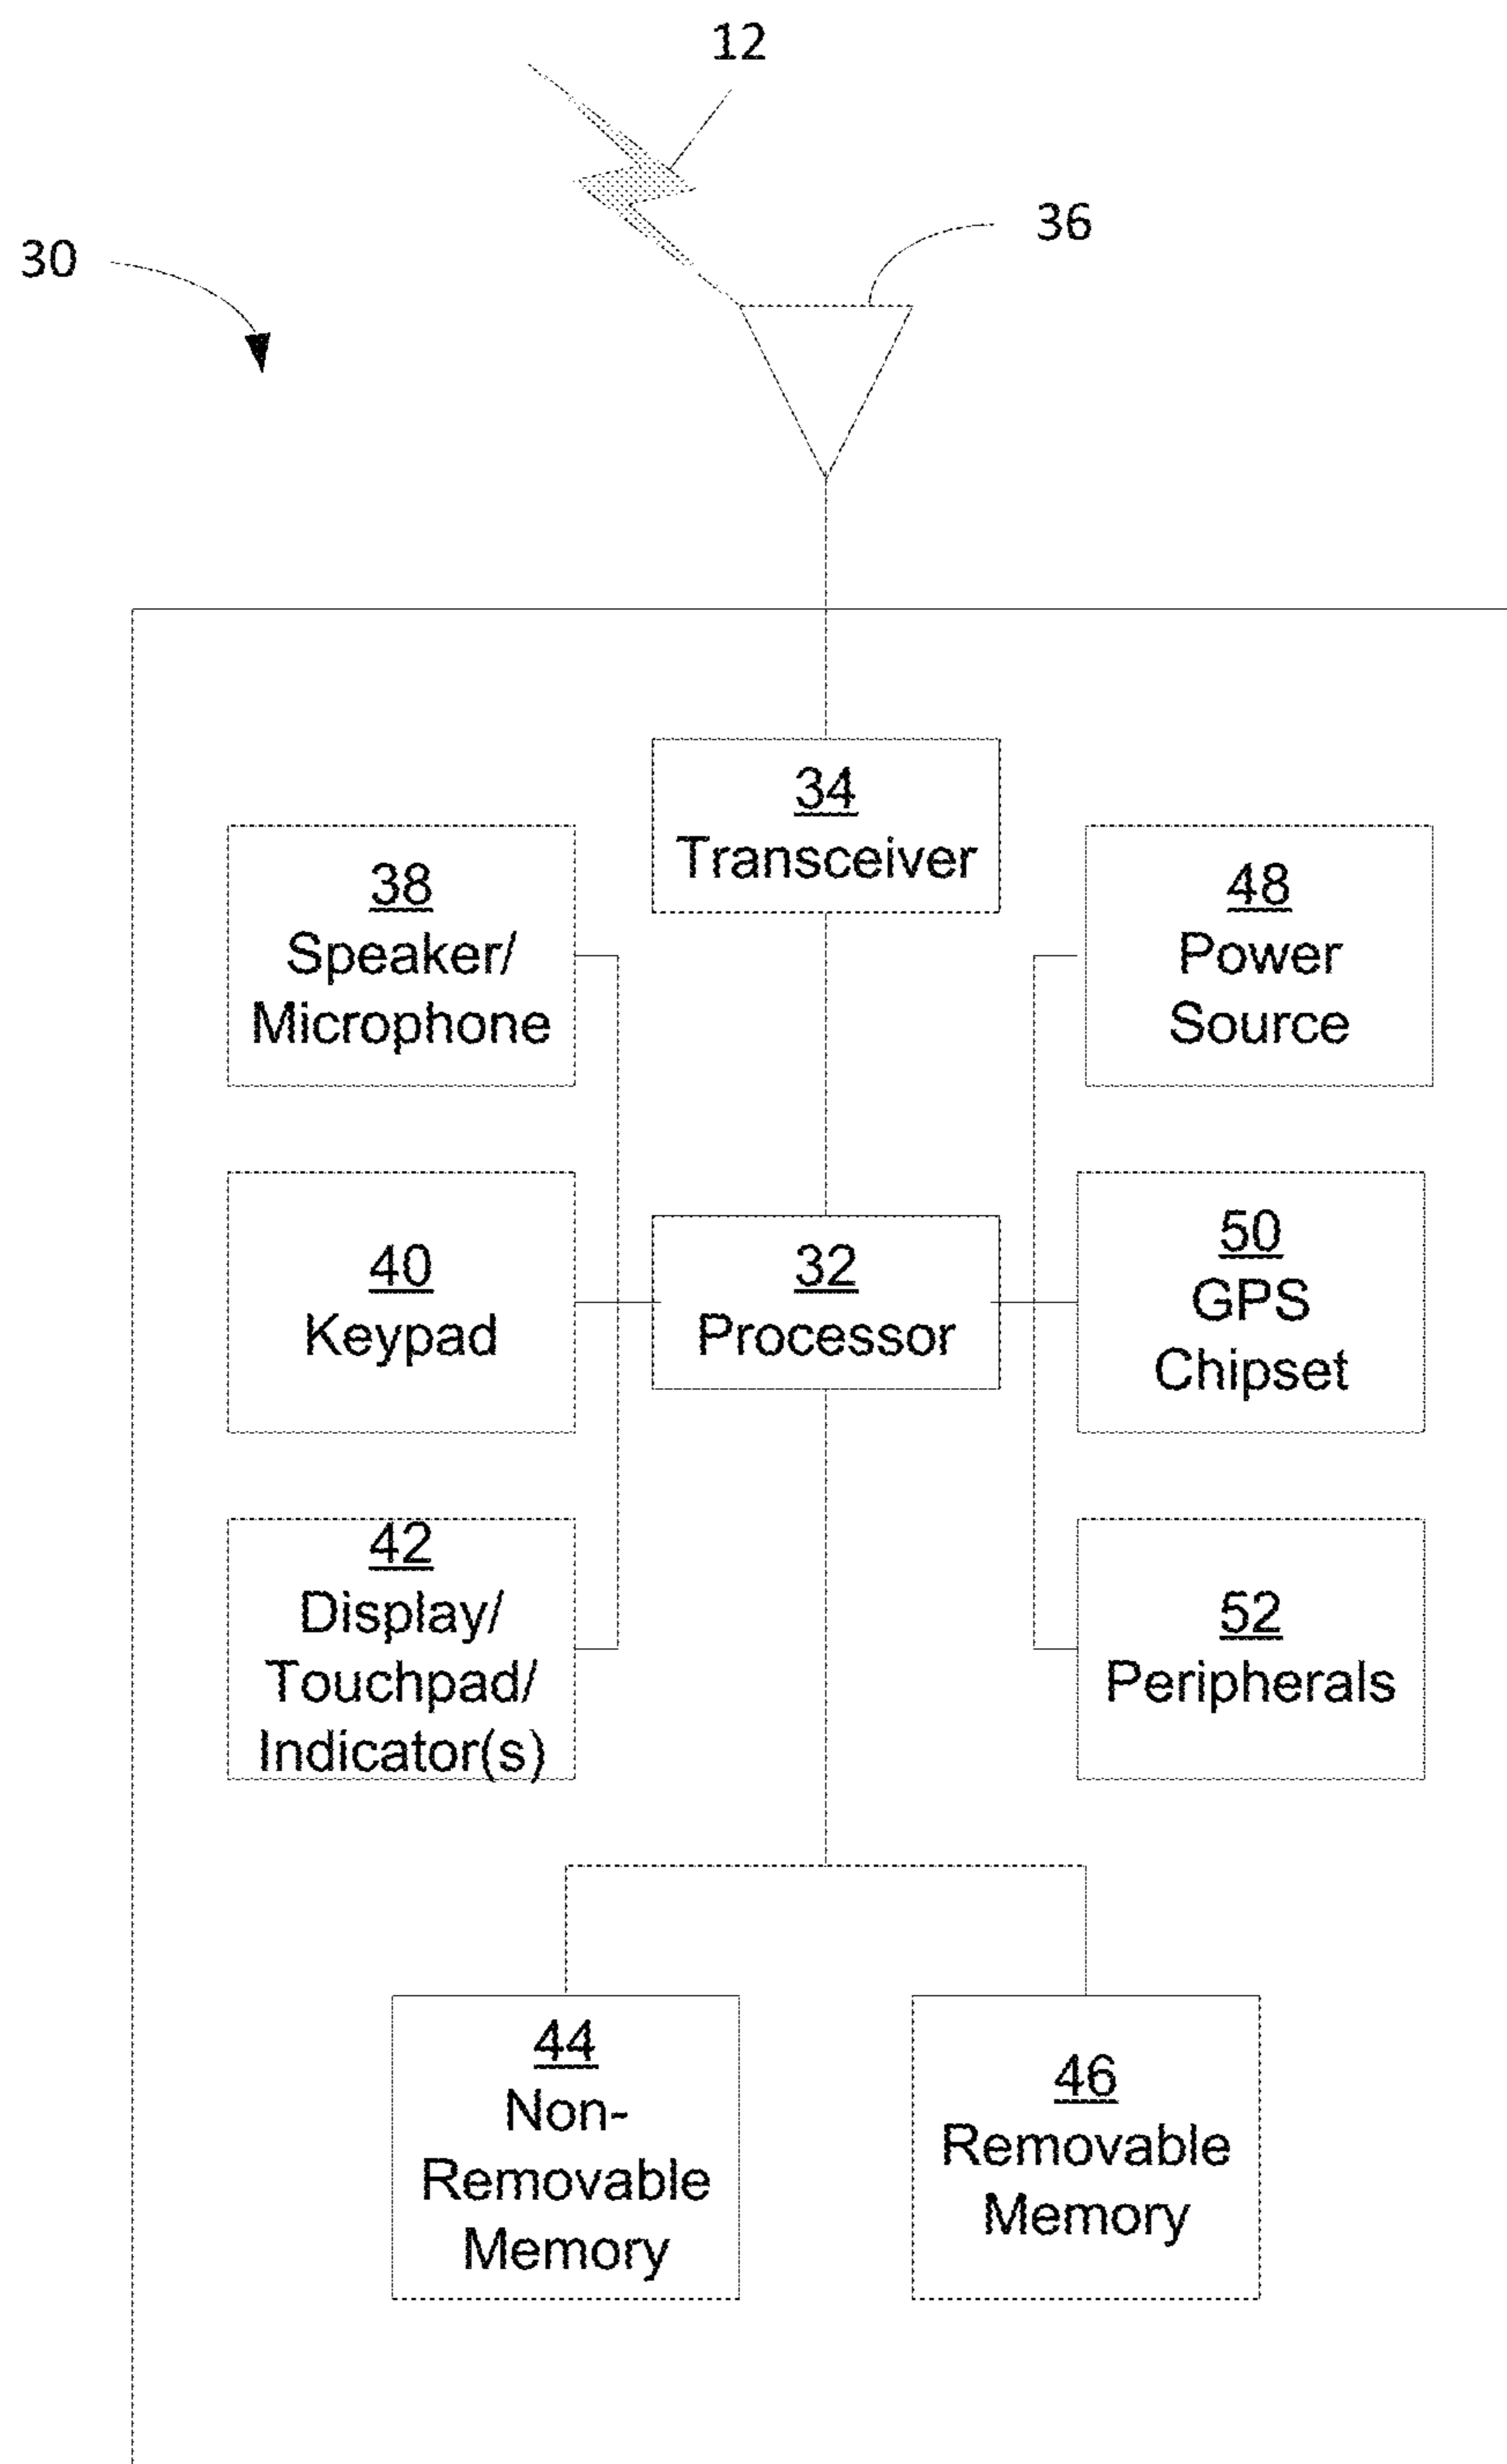 12
36
30
34
Transceiver
38
Speaker/
Microphone
48
Power
Source
40
Keypad
32
Processor
50
GPS
Chipset
42
Display/
Touchpad/
Indicator(s)
52
Peripherals
44
Non-
Removable
Memory
46
Removable
Memory